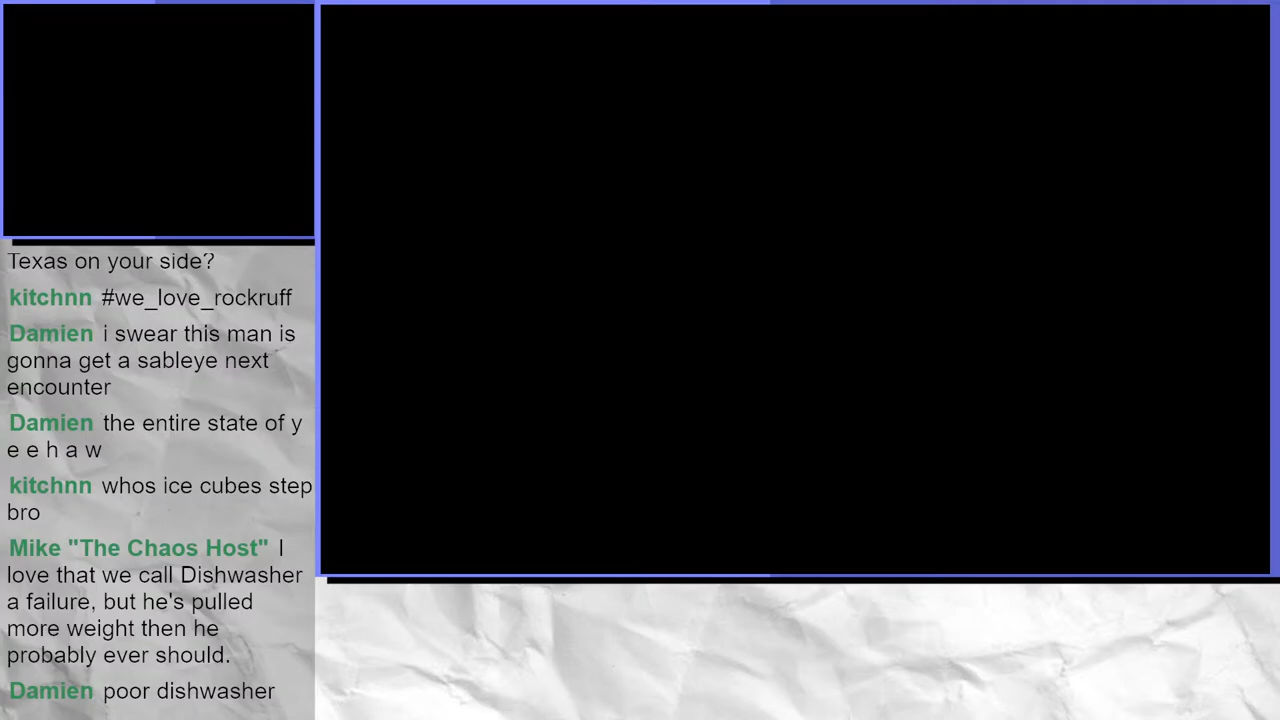 Texas on your side?
kitchnn #we_love_rockruff
Damien i swear this man is
gonna get a sableye next
encounter
Damien the entire state of y
e e h a w
kitchnn whos ice cubes step
bro
Mike "The Chaos Host" I
love that we call Dishwasher
a failure, but he's pulled
more weight then he
probably ever should.
Damien poor dishwasher